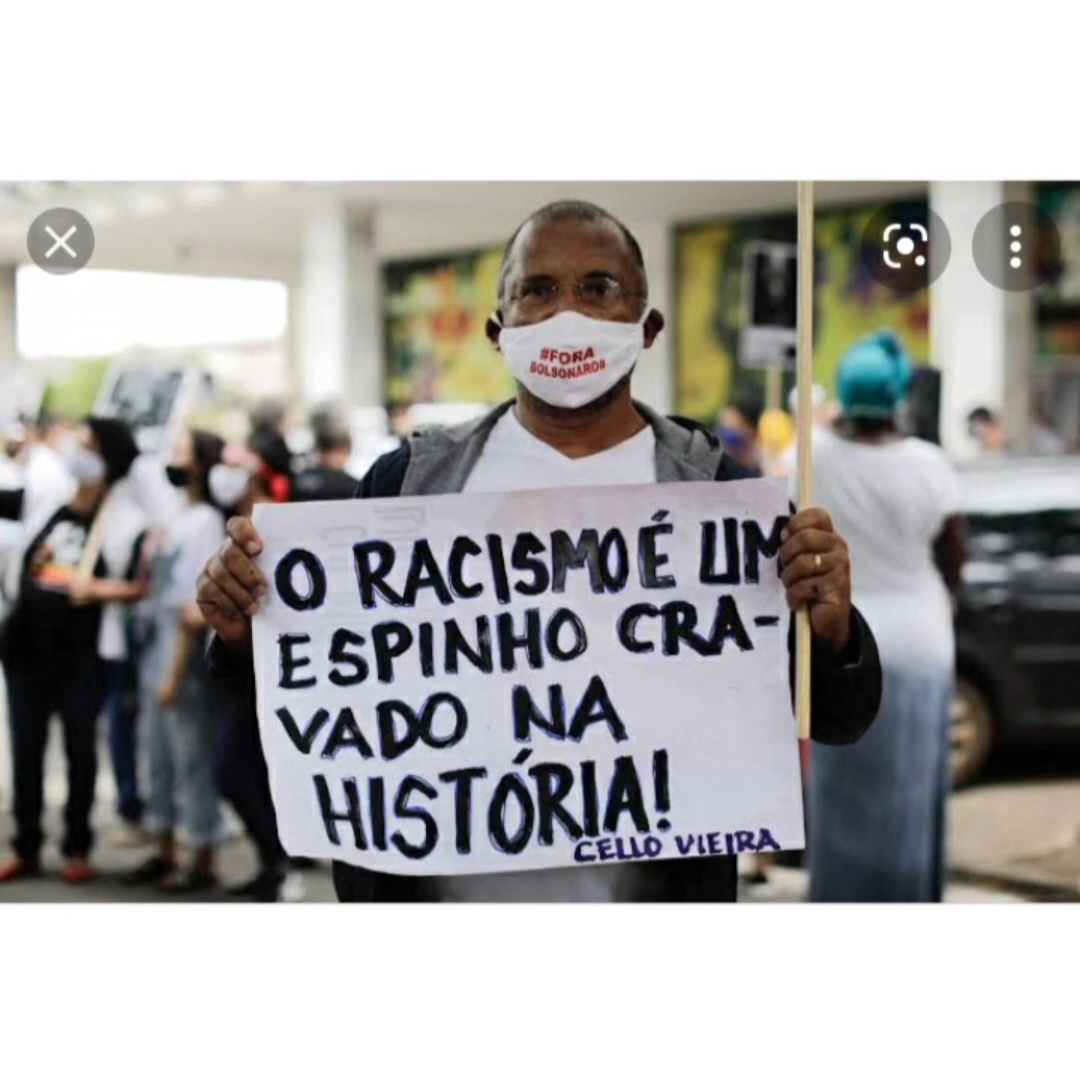 #FORA
BOLSONARO
O RACISMO É UM
ESPINHO CRA-
VADO NA
HISTÓRIA!
CELLO VIEIRA